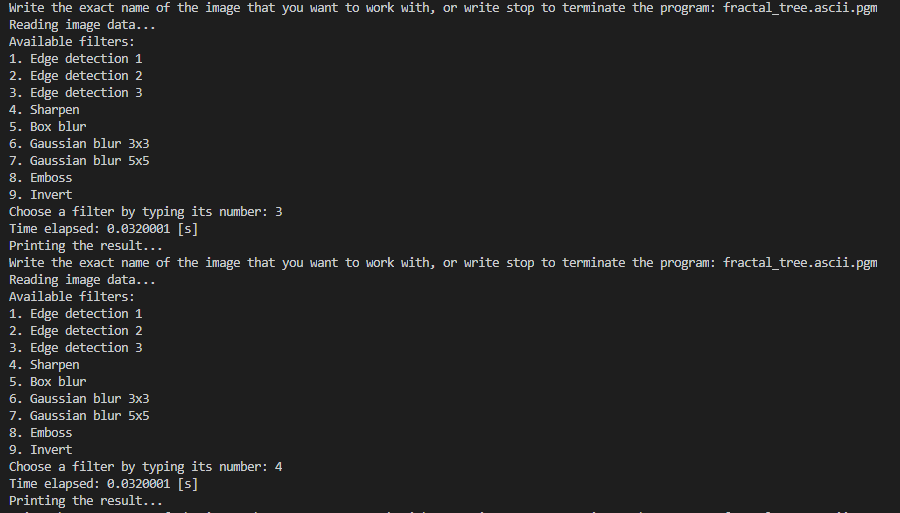 Write the exact name of the image that you want to work with, or write stop to terminate the program: fractal_tree.ascii.pgm
Reading image data...
Available filters:
1. Edge detection 1
2. Edge detection 2
3. Edge detection 3
4. Sharpen
5. Box blur
6. Gaussian blur 3x3
7. Gaussian blur 5x5
8. Emboss
9. Invert
Choose a filter by typing its number: 3
Time elapsed: 0.0320001 [s]
Printing the result...
Write the exact name of the image that you want to work with, or write stop to terminate the program: fractal_tree.ascii.pgm
Reading image data...
Available filters:
1. Edge detection 1
2. Edge detection 2
3. Edge detection 3
4. Sharpen
5. Box blur
6. Gaussian blur 3x3
7. Gaussian blur 5x5
8. Emboss
9. Invert
Choose a filter by typing its number: 4
Time elapsed: 0.0320001 [s]
Printing the result...